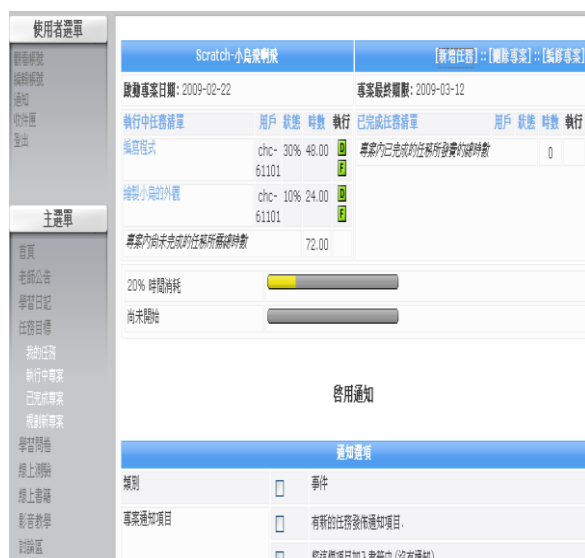 使用者選單
觀看帳號
編輯帳號
通知
收件匣
登出
主選單
首頁
老師公告
學習日記
任務目標
我的任務
執行中專案
已完成專案
規劃新專案
學習問卷
線上測驗
線上書籍
影音教學
討論區
Scratch-小鳥飛啊飛
[新增任務] :: [刪除專案] :: [編修專案]
啟動專案日期: 2009-02-22
專案最終期限: 2009-03-12
執行中任務清單 用戶 狀態 時數 執行
編寫程式 chc-61101 30% 48.00 D F
繪製小鳥的外觀 chc-61101 10% 24.00 D F
專案內尚未完成的任務所需總時數 72.00
已完成任務清單 用戶 狀態 時數 執行
專案內已完成的任務所發費的總時數 0
20% 時間消耗
尚未開始
啓用通知
通知選項
類別 事件
專案通知項目 有新的任務發佈通知項目.